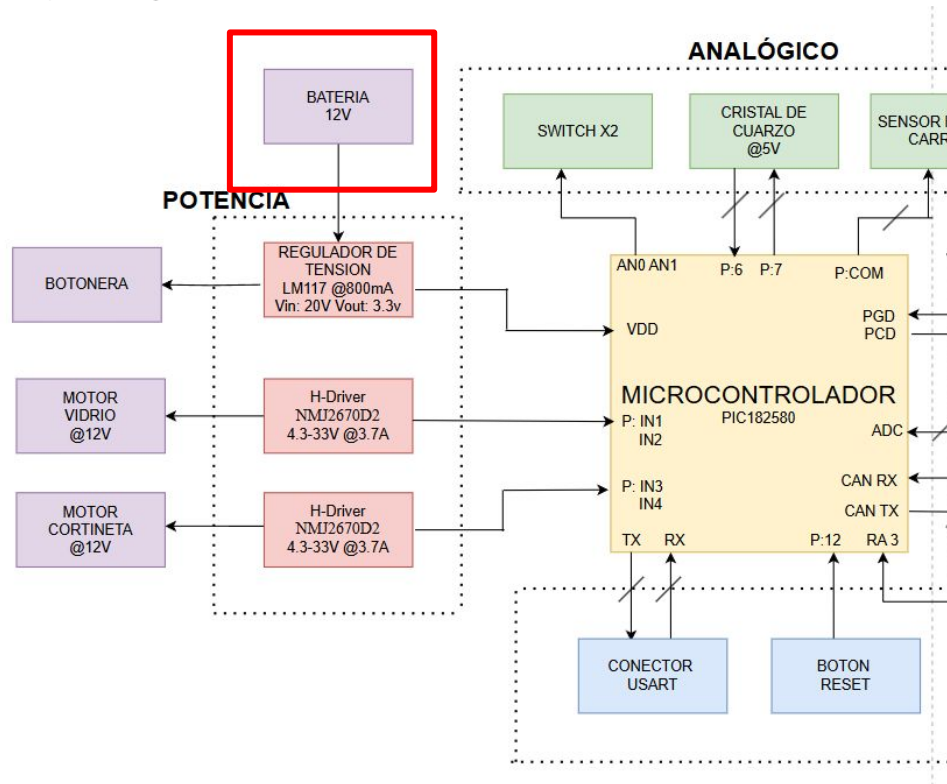 ANALÓGICO
BATERIA
12V
SWITCH X2
CRISTAL DE
CUARZO
@5V
SENSOR
CARR
POTENCIA
BOTONERA
REGULADOR DE
TENSION
LM117 @800mA
Vin: 20V Vout: 3.3v
AN0 AN1
P:6
P:7
P:COM
VDD
PGD
PCD
MICROCONTROLADOR
PIC182580
MOTOR
VIDRIO
@12V
H-Driver
NMJ2670D2
4.3-33V @3.7A
P: IN1
IN2
ADC
MOTOR
CORTINETA
@12V
H-Driver
NMJ2670D2
4.3-33V @3.7A
P: IN3
IN4
CAN RX
CAN TX
TX
RX
P:12
RA 3
CONECTOR
USART
BOTON
RESET